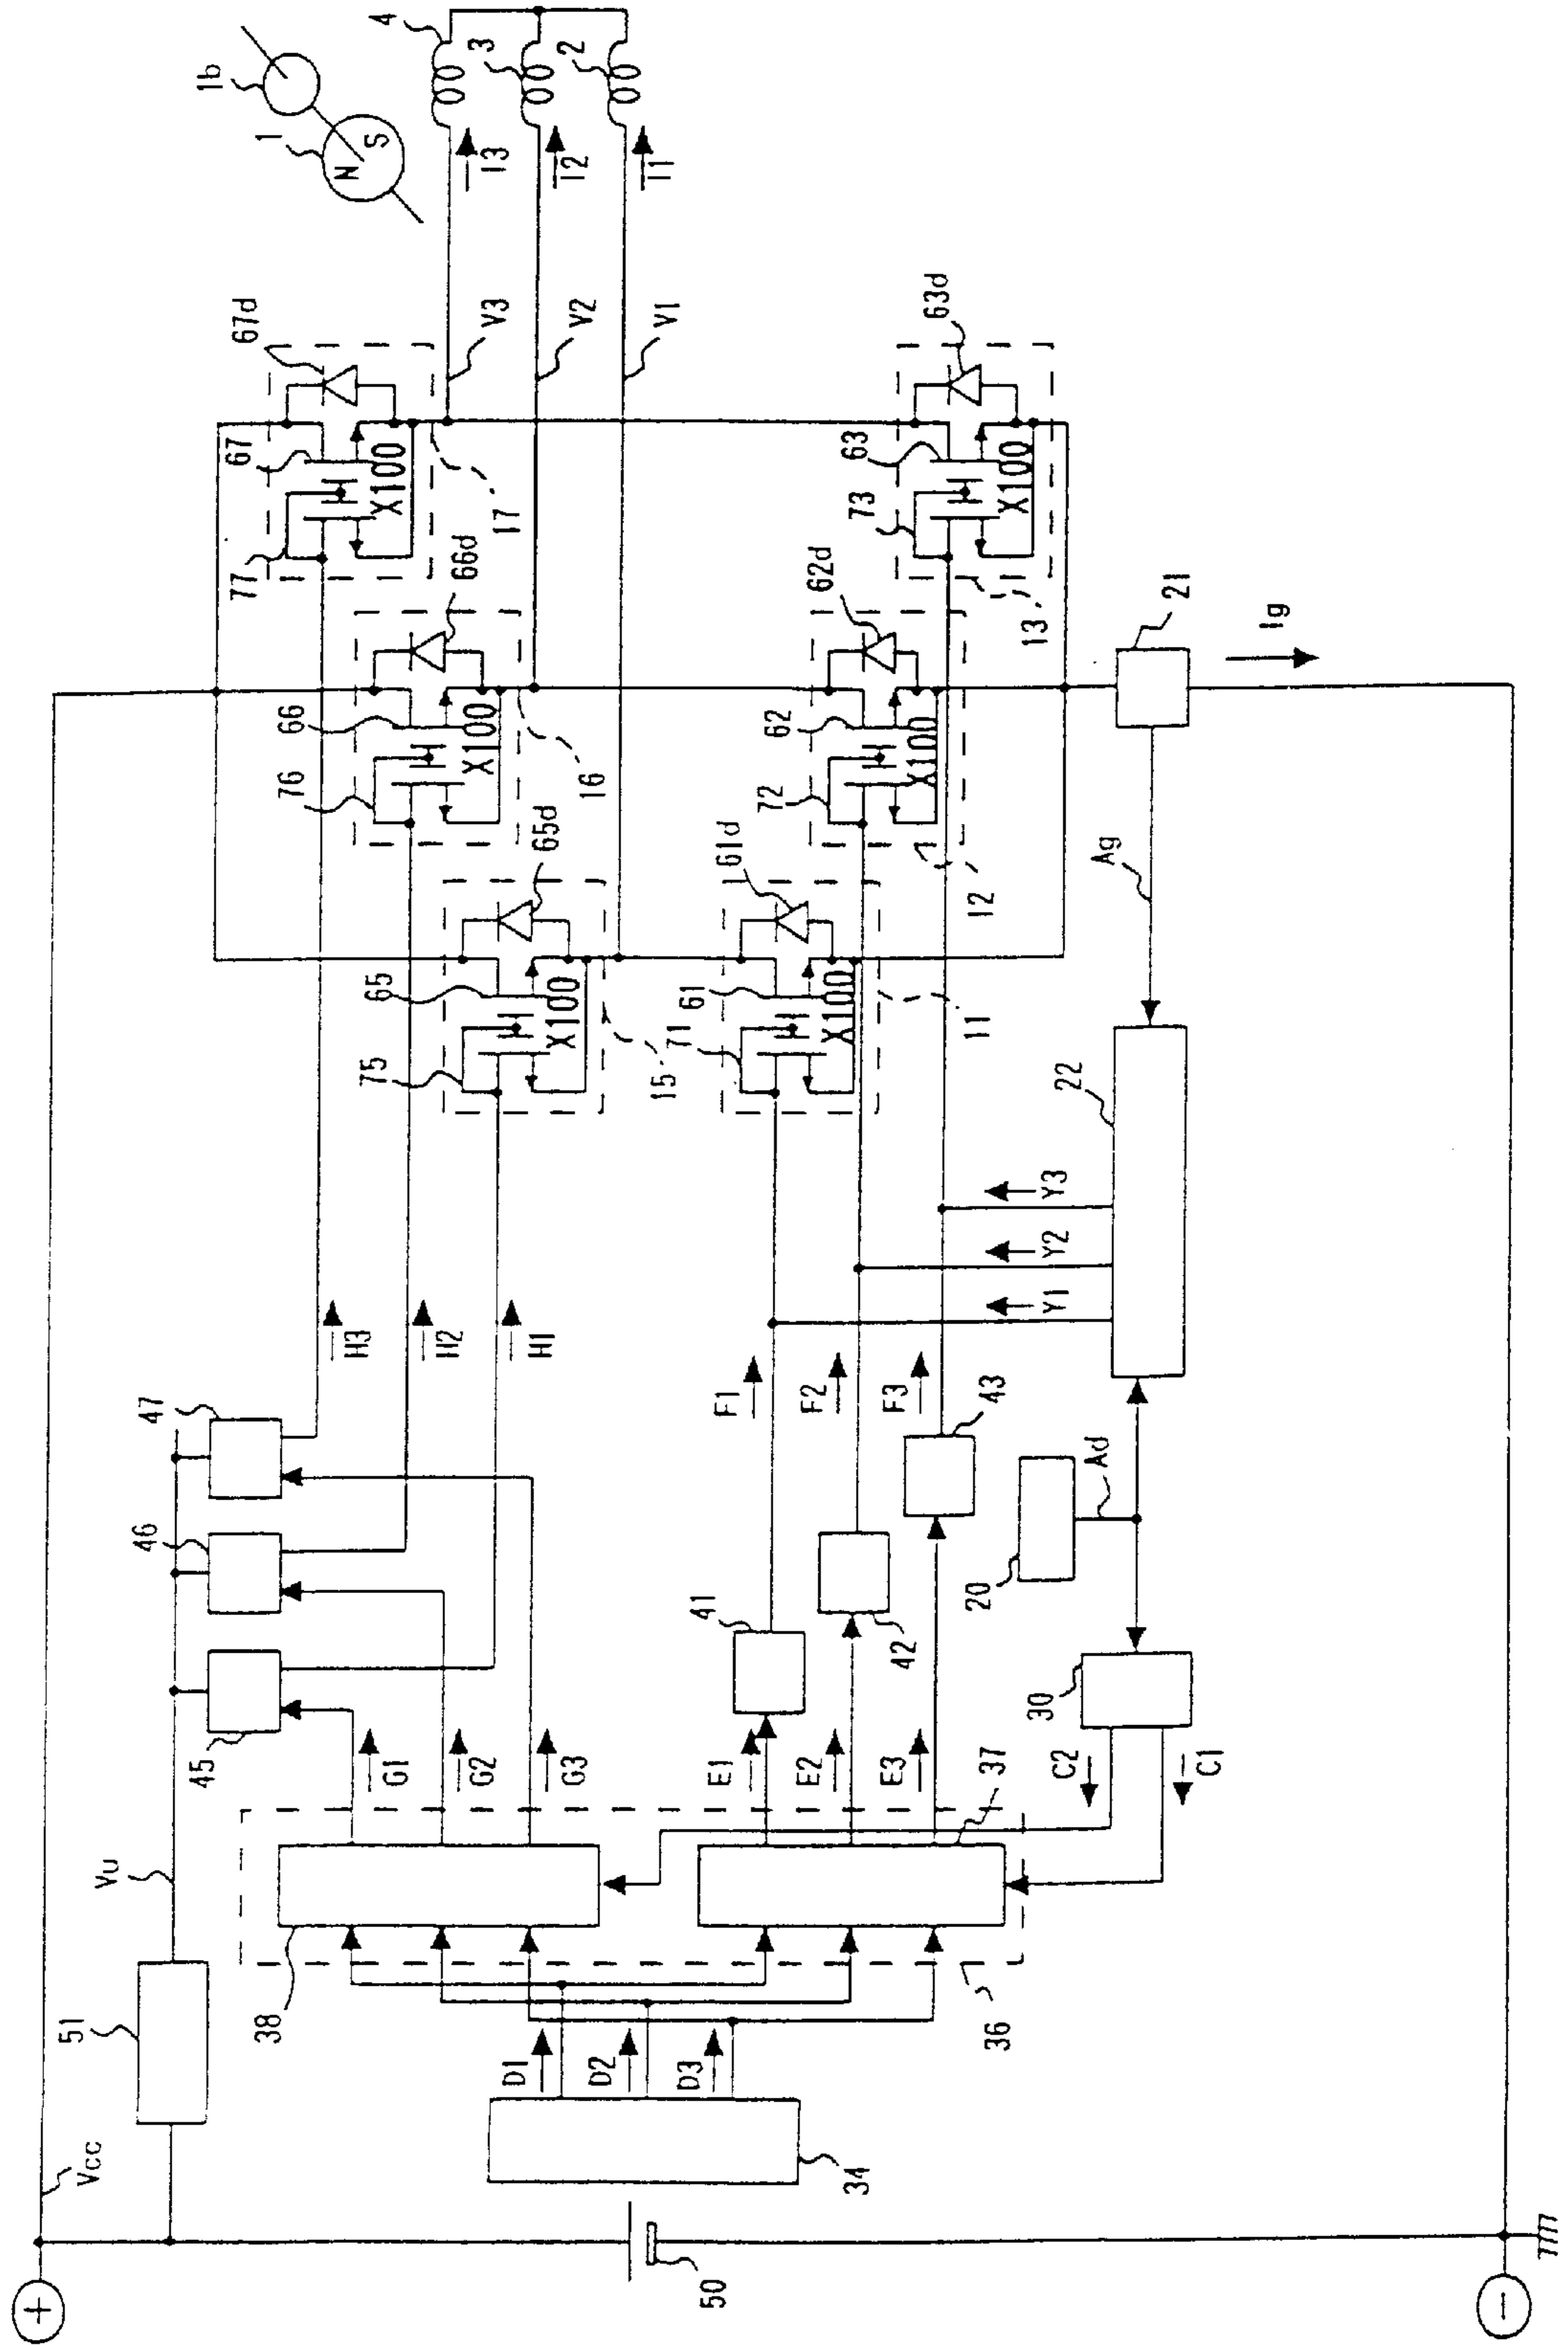 1b
1
N
S
4
3
2
I3
I2
I1
67d
V3
V2
V1
63d
67
X100
77
17
66d
63
X100
73
13
62d
66
X100
76
16
62
X100
72
12
21
Ig
65d
61d
Ag
65
X100
75
15
61
X100
71
11
22
H3
H2
H1
Y3
Y2
Y1
47
46
45
F1
F2
F3
43
42
41
20
Ad
30
C2
C1
G1
G2
G3
E1
E2
E3
37
Vu
38
36
51
D1
D2
D3
34
Vcc
50
+
−